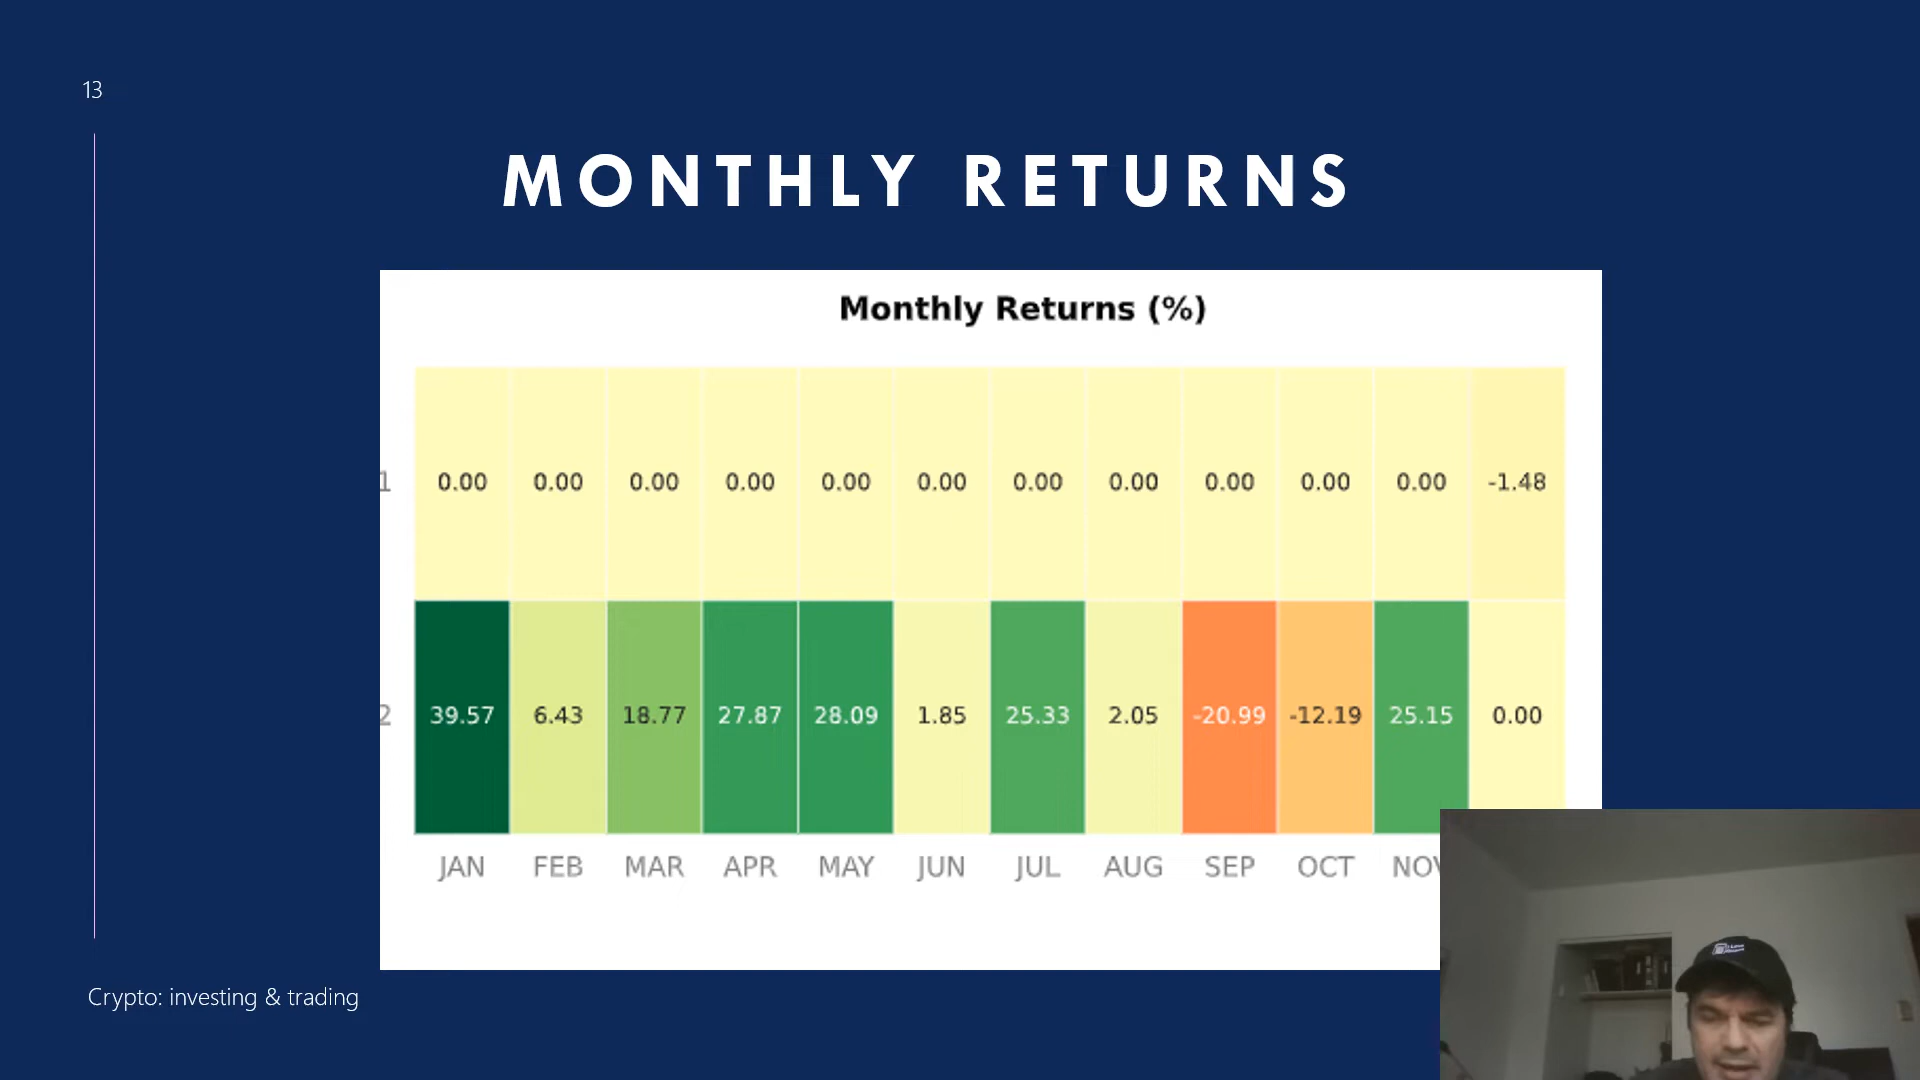 13
MONTHLY RETURNS
Monthly Returns (%)
1 0.00 0.00 0.00 0.00 0.00 0.00 0.00 0.00 0.00 0.00 0.00 -1.48
2 39.57 6.43 18.77 27.87 28.09 1.85 25.33 2.05 -20.99 -12.19 25.15 0.00
JAN FEB MAR APR MAY JUN JUL AUG SEP OCT NOV
Crypto: investing & trading